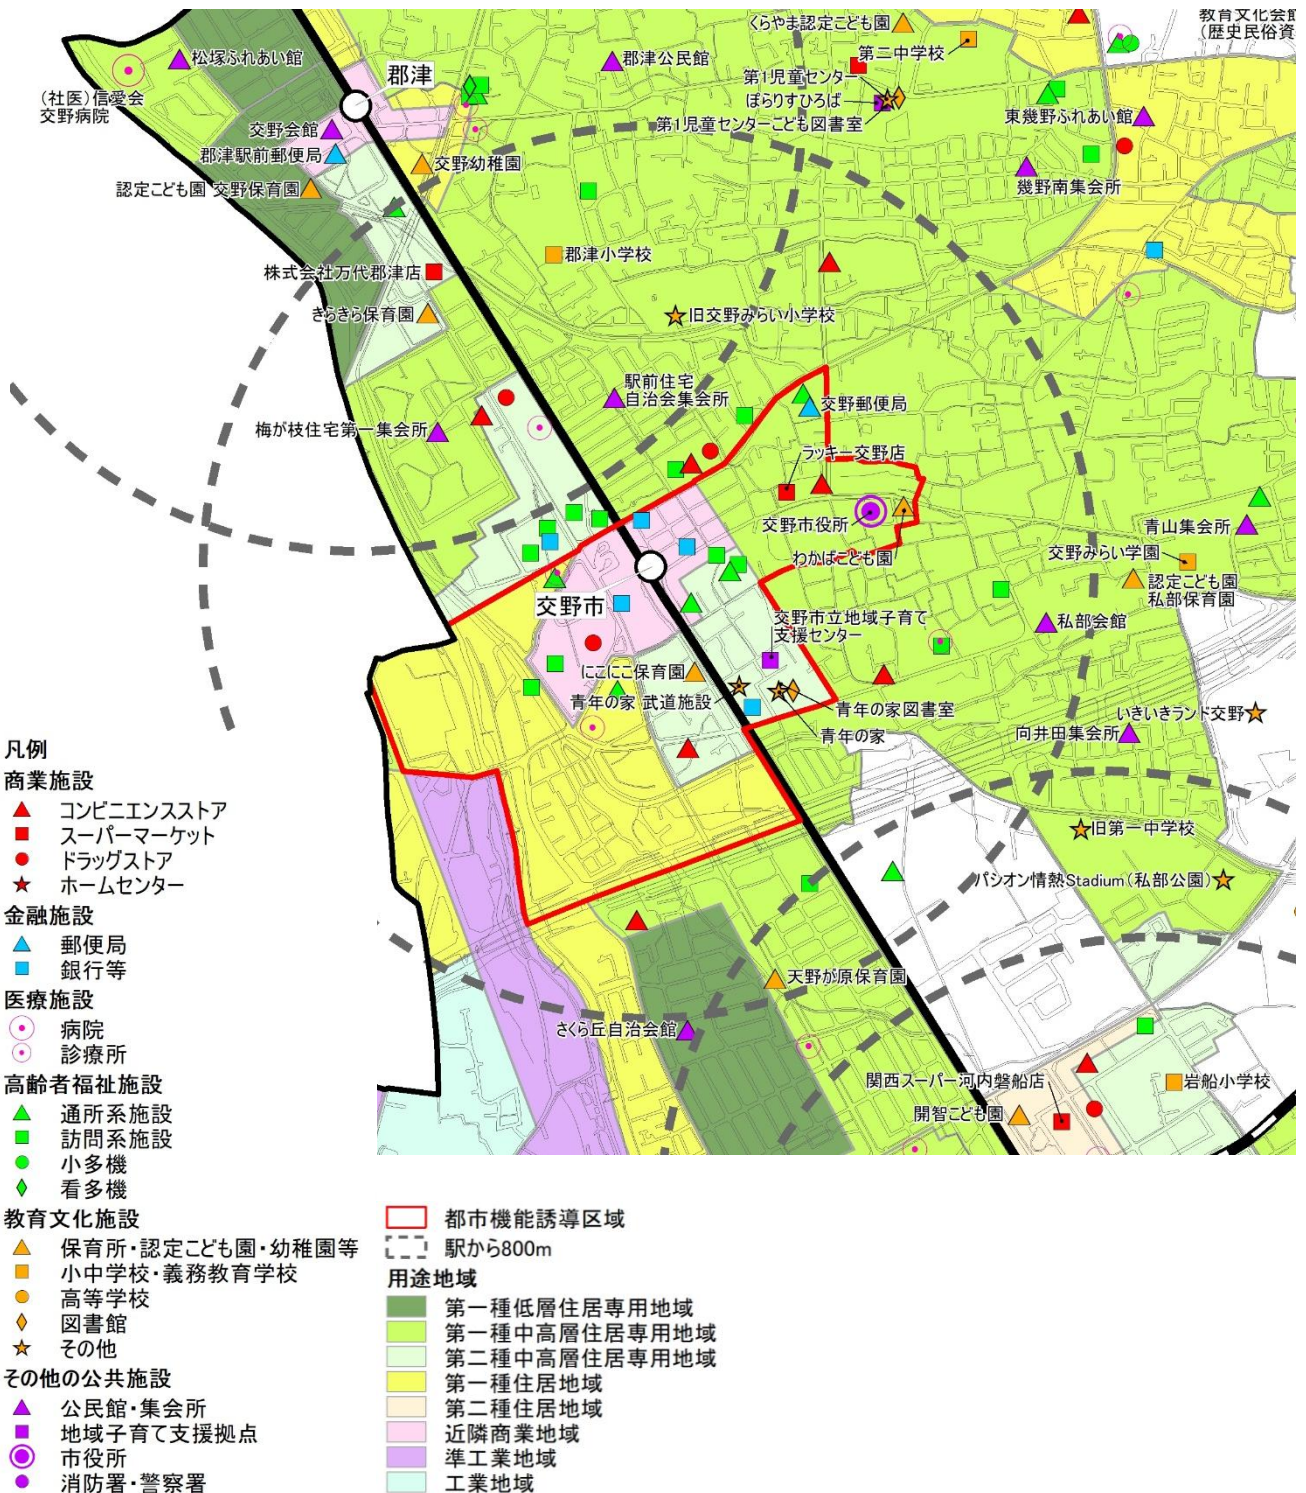 教育文化会館
くらやま認定こども園
第二中学校
松塚ふれあい館
郡津
郡津公民館
第1児童センター
(社医)信愛会
交野病院
ぽらりすひろば
第1児童センターこども図書室
東幾野ふれあい館
交野会館
郡津駅前郵便局
交野幼稚園
幾野南集会所
認定こども園 交野保育園
郡津小学校
株式会社万代郡津店
きらきら保育園
旧交野みらい小学校
駅前住宅
自治会集会所
交野郵便局
梅が枝住宅第一集会所
ラッキー交野店
交野市役所
青山集会所
わかばこども園
交野みらい学園
認定こども園
私部保育園
交野市
交野市立地域子育て
支援センター
私部会館
にこにこ保育園
青年の家 武道施設
青年の家図書室
いきいきランド交野
青年の家
向井田集会所
旧第一中学校
パシオン情熱Stadium(私部公園)
天野が原保育園
さくら丘自治会館
関西スーパー河内磐船店
岩船小学校
開智こども園
凡例
商業施設
コンビニエンスストア
スーパーマーケット
ドラッグストア
ホームセンター
金融施設
郵便局
銀行等
医療施設
病院
診療所
高齢者福祉施設
通所系施設
訪問系施設
小多機
看多機
教育文化施設
保育所・認定こども園・幼稚園等
小中学校・義務教育学校
高等学校
図書館
その他
その他の公共施設
公民館・集会所
地域子育て支援拠点
市役所
消防署・警察署
都市機能誘導区域
駅から800m
用途地域
第一種低層住居専用地域
第一種中高層住居専用地域
第二種中高層住居専用地域
第一種住居地域
第二種住居地域
近隣商業地域
準工業地域
工業地域